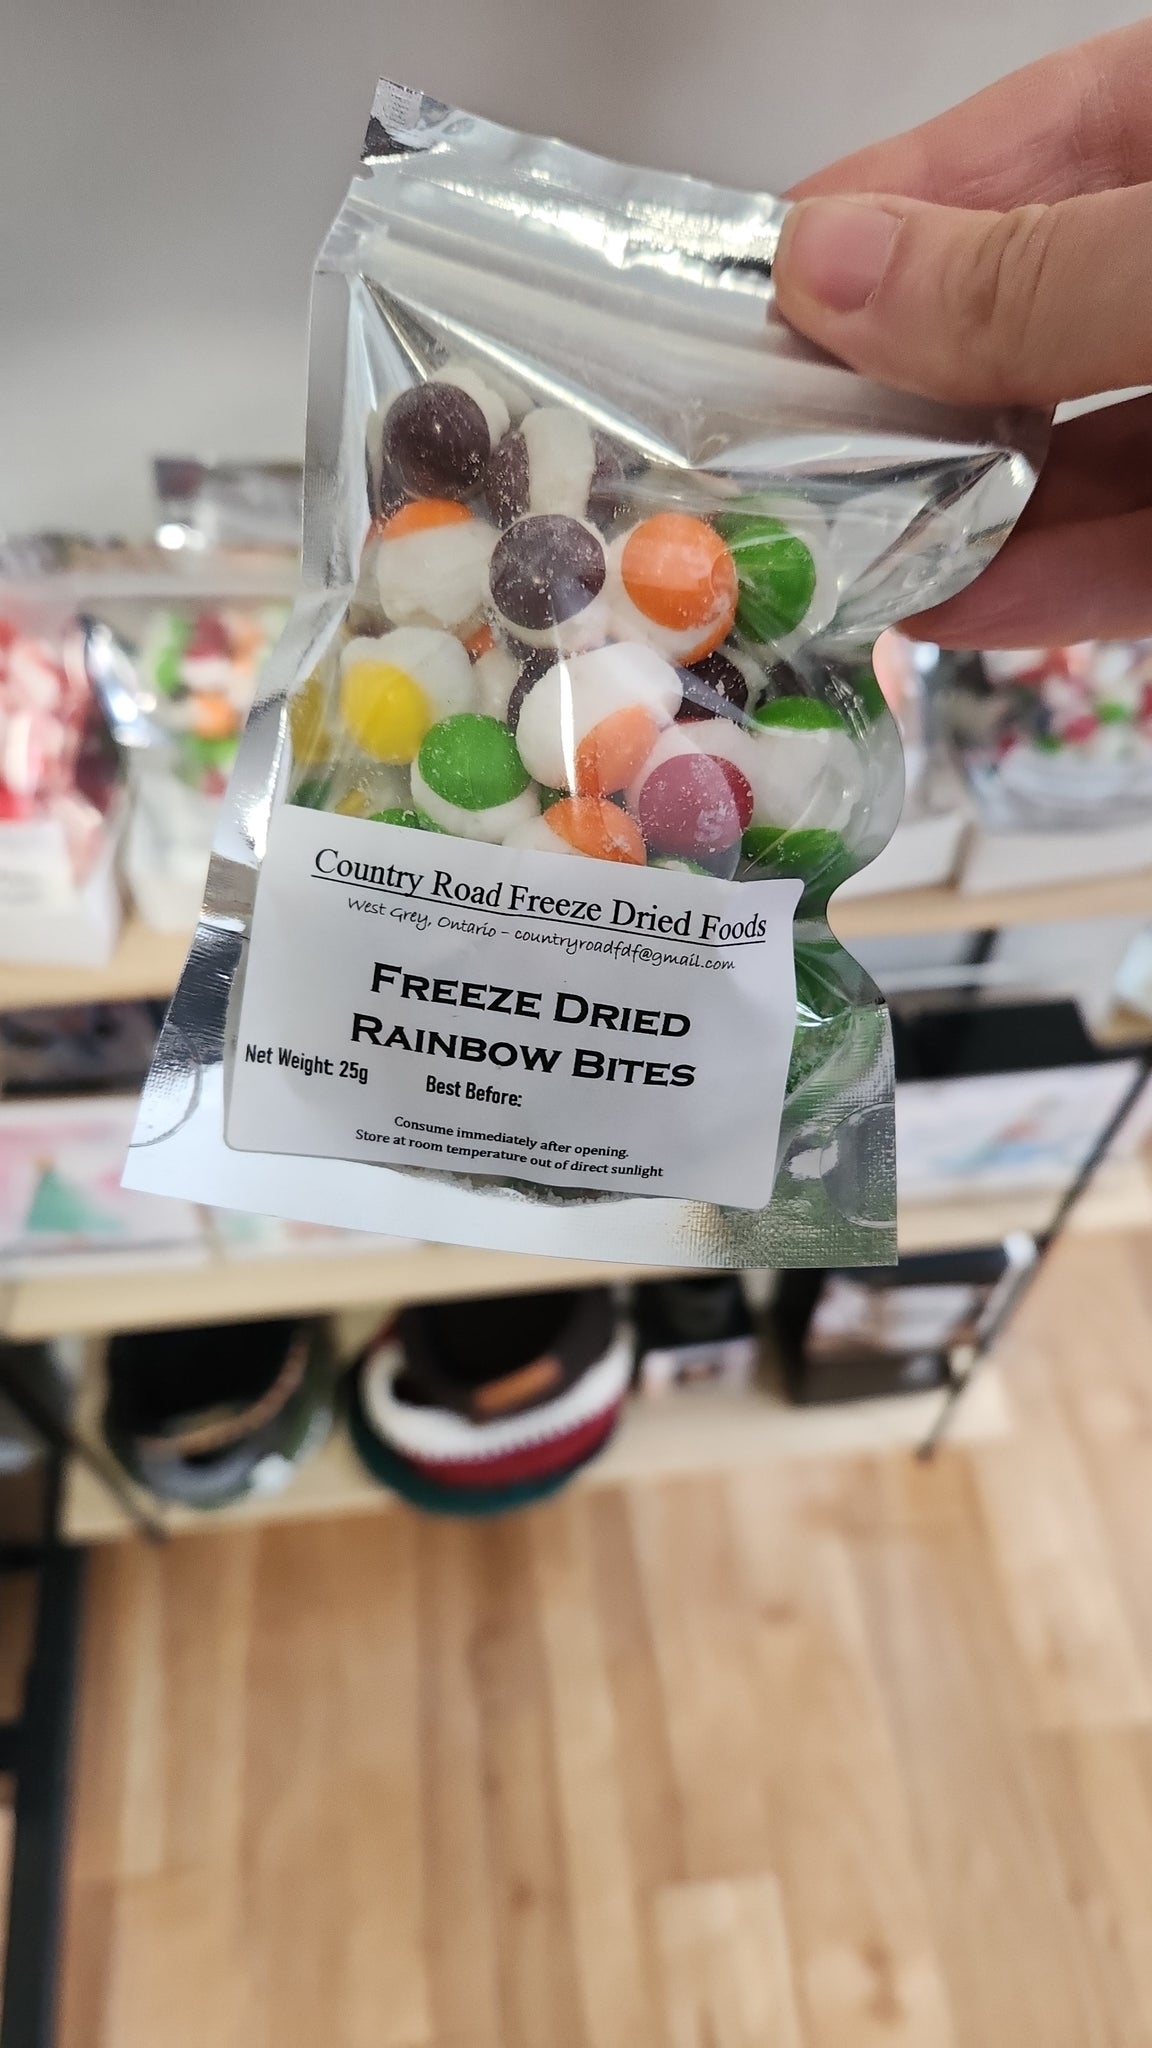 Country Road Freeze Dried Foods
West Grey, Ontario - countryroadfdf@gmail.com
FREEZE DRIED
RAINBOW BITES
Net Weight: 25g
Best Before:
Consume immediately after opening.
Store at room temperature out of direct sunlight